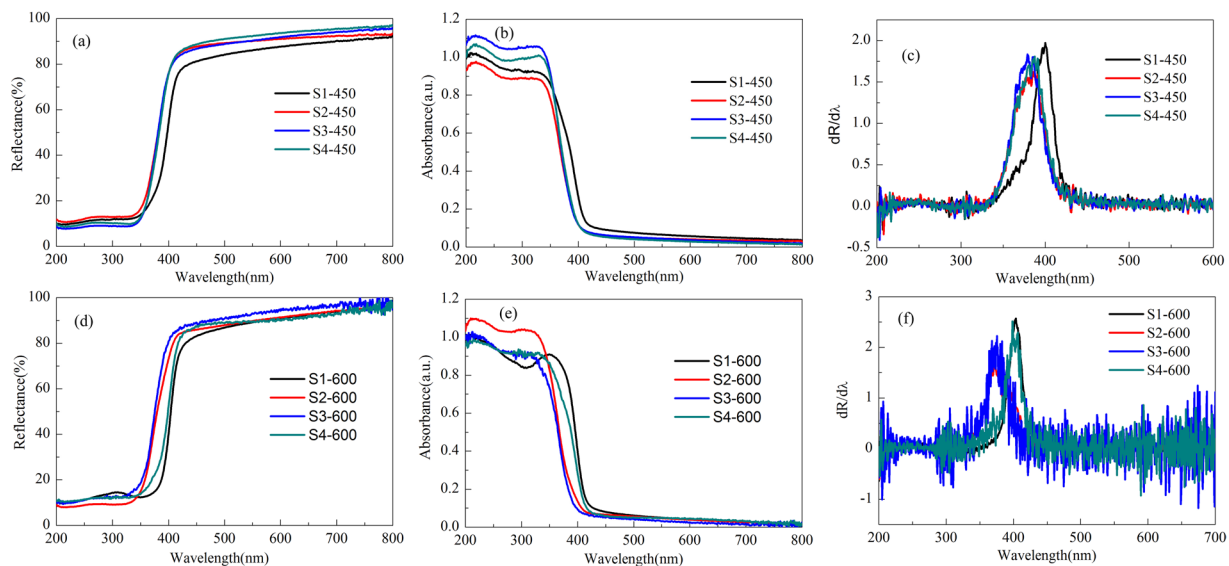 (a)
Reflectance(%)
100
80
60
40
20
0
S1-450
S2-450
S3-450
S4-450
200 300 400 500 600 700 800
Wavelength(nm)
(b)
Absorbance(a.u.)
1.2
1.0
0.8
0.6
0.4
0.2
0.0
S1-450
S2-450
S3-450
S4-450
200 300 400 500 600 700 800
Wavelength(nm)
(c)
dR/dλ
2.0
1.5
1.0
0.5
0.0
-0.5
S1-450
S2-450
S3-450
S4-450
200 300 400 500 600
Wavelength(nm)
(d)
Reflectance(%)
100
80
60
40
20
0
S1-600
S2-600
S3-600
S4-600
200 300 400 500 600 700 800
Wavelength(nm)
(e)
Absorbance(a.u.)
1.2
1.0
0.8
0.6
0.4
0.2
0.0
S1-600
S2-600
S3-600
S4-600
200 300 400 500 600 700 800
Wavelength(nm)
(f)
dR/dλ
3
2
1
0
-1
S1-600
S2-600
S3-600
S4-600
200 300 400 500 600 700
Wavelength(nm)